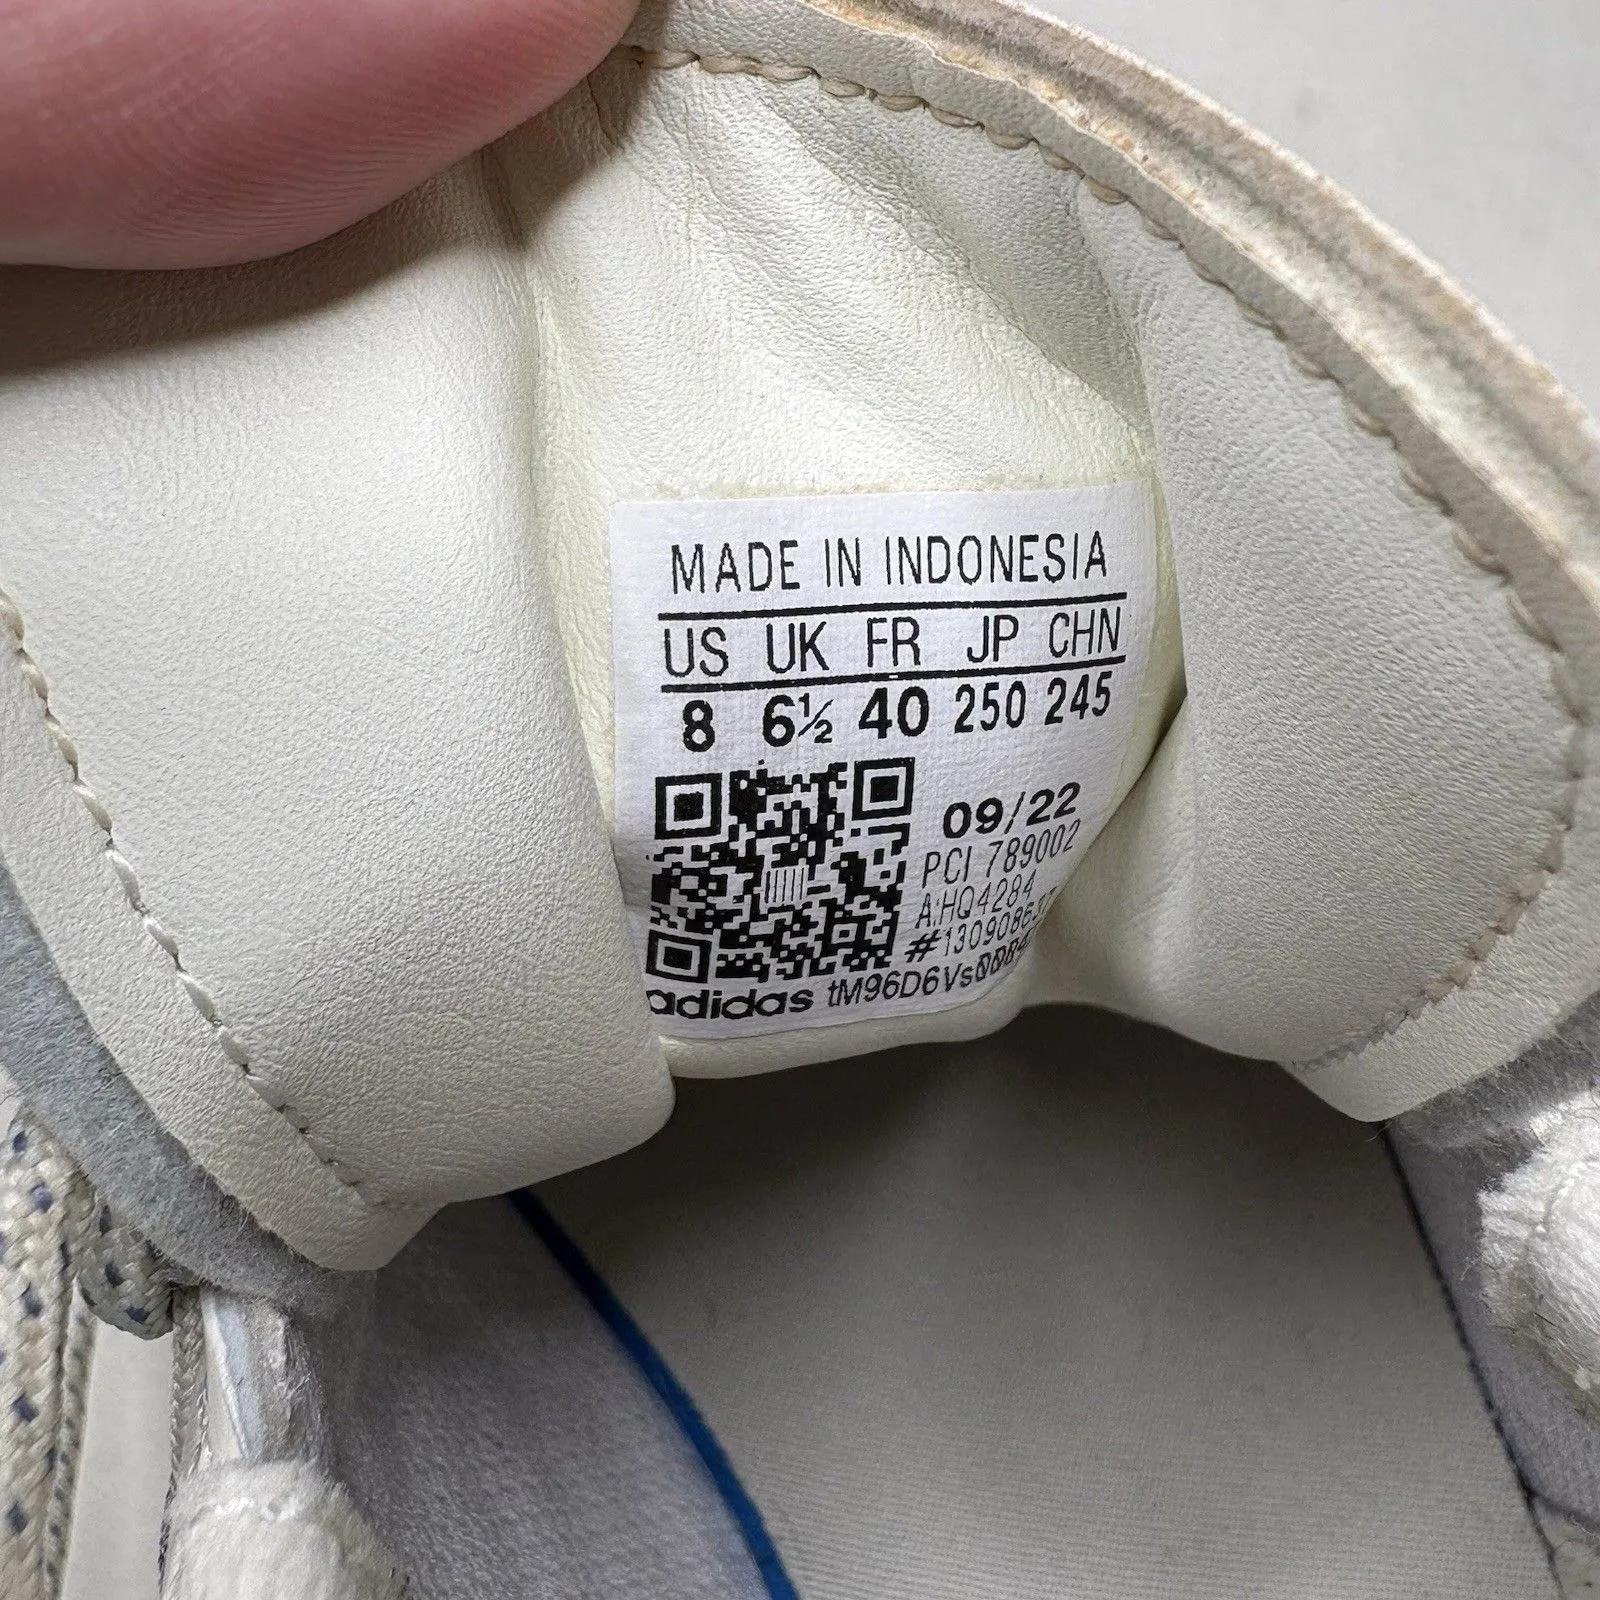 MADE IN INDONESIA
US UK FR JP CHN
8 6½ 40 250 245
09/22
PCI 789002
A:HQ4284
adidas